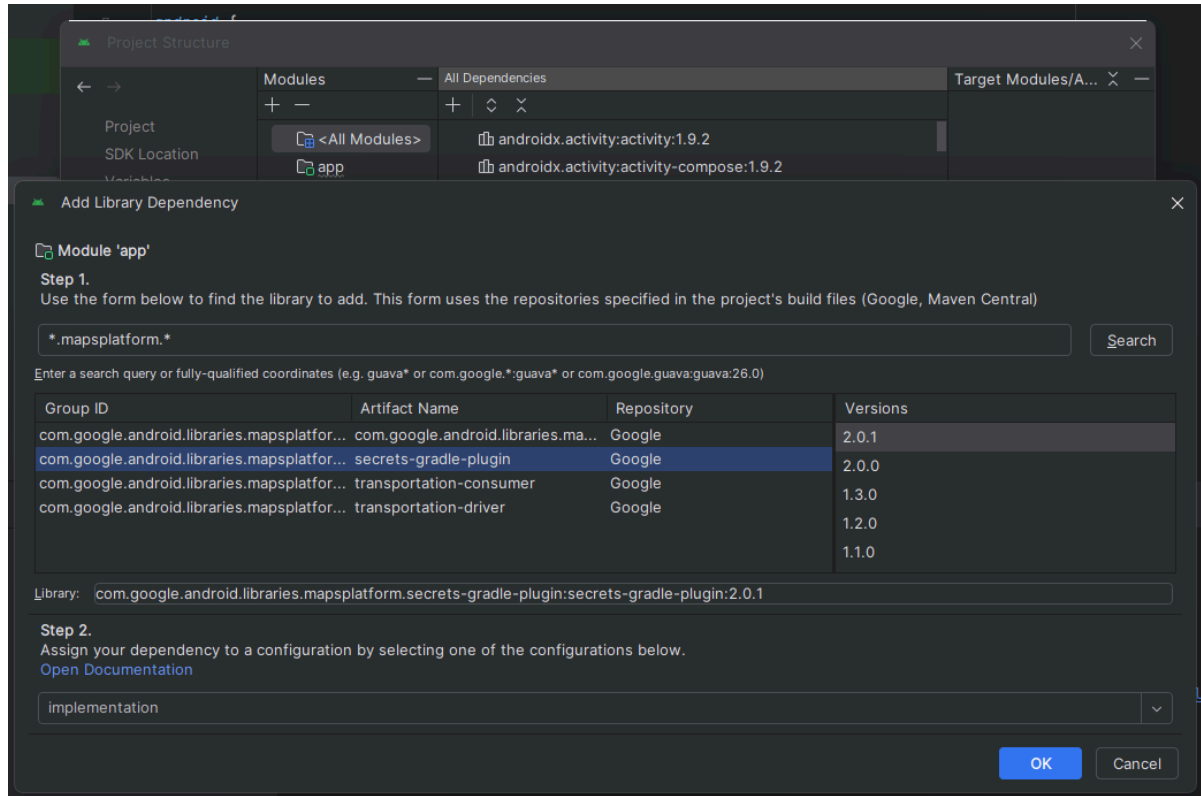 android {
Project Structure
Modules
All Dependencies
Target Modules/A...
Project
<All Modules>
androidx.activity:activity:1.9.2
SDK Location
app
androidx.activity:activity-compose:1.9.2
Variables
Add Library Dependency
Module 'app'
Step 1.
Use the form below to find the library to add. This form uses the repositories specified in the project's build files (Google, Maven Central)
*.mapsplatform.*
Search
Enter a search query or fully-qualified coordinates (e.g. guava* or com.google.*:guava* or com.google.guava:guava:26.0)
Group ID Artifact Name Repository Versions
com.google.android.libraries.mapsplatfor... com.google.android.libraries.ma... Google 2.0.1
com.google.android.libraries.mapsplatfor... secrets-gradle-plugin Google 2.0.0
com.google.android.libraries.mapsplatfor... transportation-consumer Google 1.3.0
com.google.android.libraries.mapsplatfor... transportation-driver Google 1.2.0
1.1.0
Library: com.google.android.libraries.mapsplatform.secrets-gradle-plugin:secrets-gradle-plugin:2.0.1
Step 2.
Assign your dependency to a configuration by selecting one of the configurations below.
Open Documentation
implementation
OK Cancel